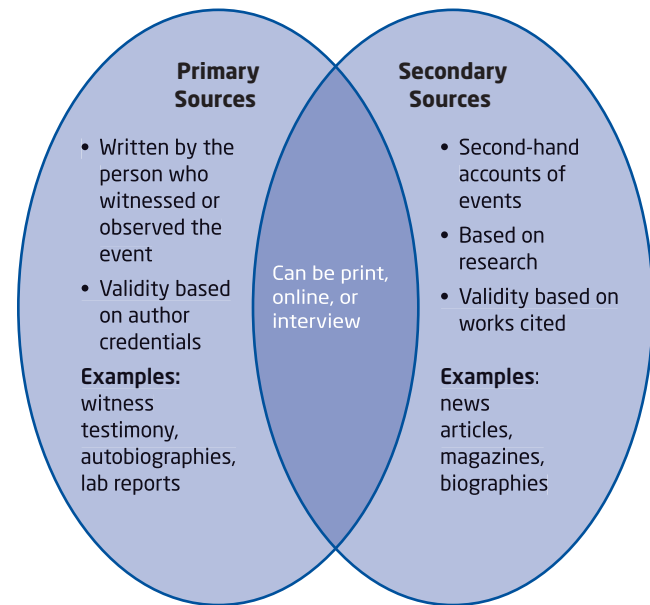 Primary
Sources
• Written by the
person who
witnessed or
observed the
event
• Validity based
on author
credentials
Examples:
witness
testimony,
autobiographies,
lab reports
Can be print,
online, or
interview
Secondary
Sources
• Second-hand
accounts of
events
• Based on
research
• Validity based on
works cited
Examples:
news
articles,
magazines,
biographies